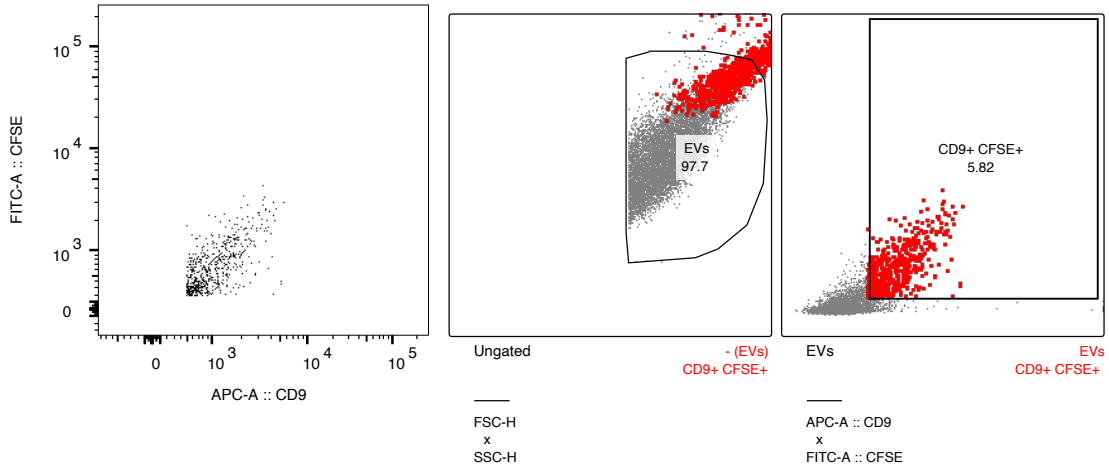 10^5
10^4
10^3
0
FITC-A :: CFSE
0
10^3
10^4
10^5
APC-A :: CD9
EVs
97.7
Ungated
- (EVs)
CD9+ CFSE+
FSC-H
x
SSC-H
CD9+ CFSE+
5.82
EVs
EVs
CD9+ CFSE+
APC-A :: CD9
x
FITC-A :: CFSE